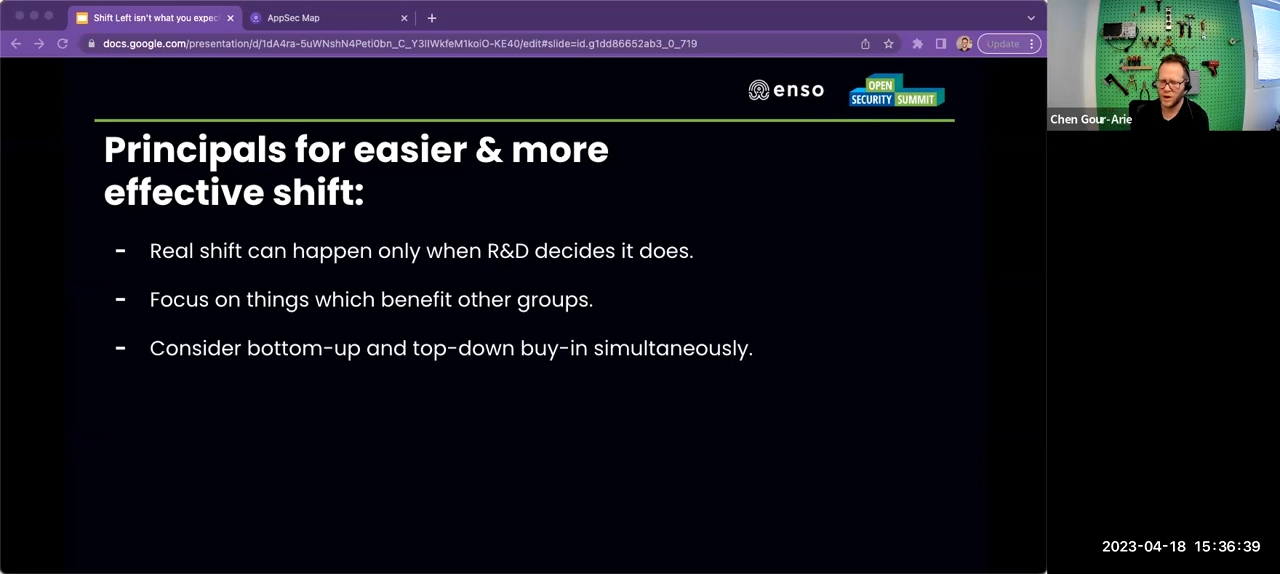 Shift Left isn't what you expec
AppSec Map
docs.google.com/presentation/d/1dA4ra-5uWNshN4Peti0bn_C_Y3lIWkfeM1koiO-KE40/edit#slide=id.g1dd86652ab3_0_719
Update
enso
OPEN
SECURITY SUMMIT
Chen Gour-Arie
Principals for easier & more
effective shift:
- Real shift can happen only when R&D decides it does.
- Focus on things which benefit other groups.
- Consider bottom-up and top-down buy-in simultaneously.
2023-04-18 15:36:39